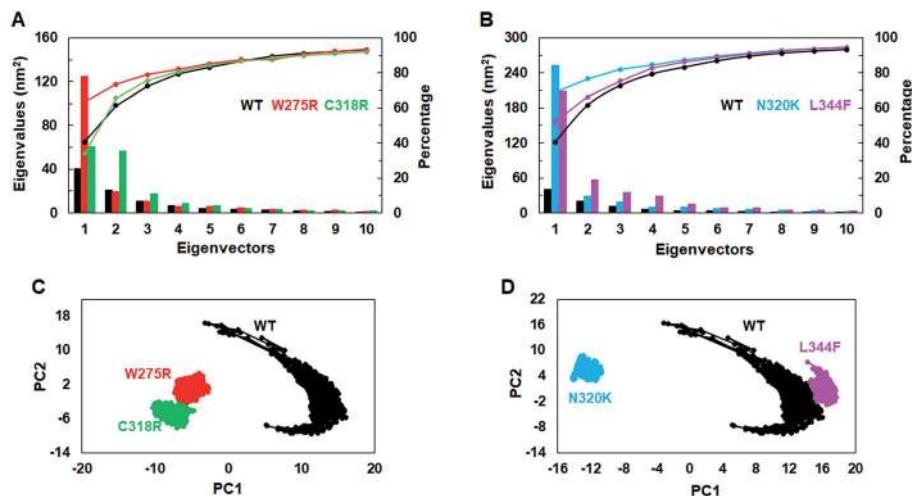 A
B
160 100
120 80
80 60
40 40
0 20
0
Eigenvalues (nm²)
Percentage
WT W275R C318R
1 2 3 4 5 6 7 8 9 10
Eigenvectors
300 100
240 80
180 60
120 40
60 20
0 0
Eigenvalues (nm²)
Percentage
WT N320K L344F
1 2 3 4 5 6 7 8 9 10
Eigenvectors
C
D
18
10
2
-6
-14
PC2
WT
W275R
C318R
-20 -10 0 10 20
PC1
22
16
10
4
-2
-8
-14
PC2
WT
L344F
N320K
-16 -12 -8 -4 0 4 8 12 16 20
PC1